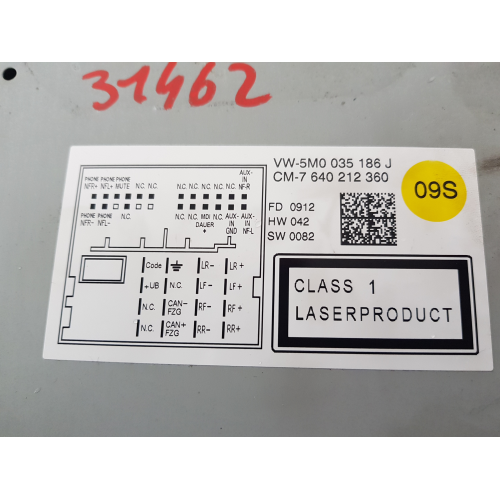 31462
VW-5M0 035 186 J
CM-7 640 212 360
09S
FD 0912
HW 042
SW 0082
CLASS 1
LASERPRODUCT
PHONE PHONE PHONE AUX-
NFR+ NFL+ MUTE N.C. N.C. N.C. N.C. N.C. N.C. IN
NF-R
PHONE PHONE N.C. N.C. N.C. MDI AUX- AUX-
NFR- NFL- DAUER IN IN
+ GND NF-L
Code LR- LR+
+UB N.C. LF- LF+
N.C. CAN- RF- RF+
FZG
N.C. CAN+ RR- RR+
FZG